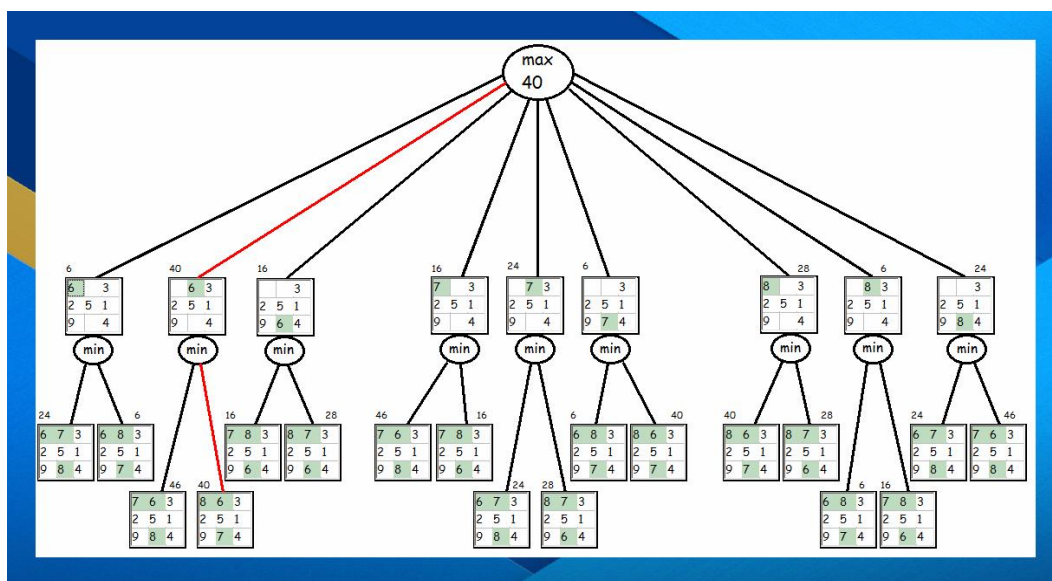 max
40
6 40 16 16 24 6 28 6 24
6 3 6 3 3 7 3 7 3 3 8 3 8 3 3
2 5 1 2 5 1 2 5 1 2 5 1 2 5 1 2 5 1 2 5 1 2 5 1 2 5 1
9 4 9 4 9 6 4 9 4 9 4 9 7 4 9 4 9 4 9 8 4
min min min min min min min min min
24 6 16 28 46 16 6 40 40 28 24 46
6 7 3 6 8 3 7 8 3 8 7 3 7 6 3 7 8 3 6 8 3 8 6 3 8 6 3 8 7 3 6 7 3 7 6 3
2 5 1 2 5 1 2 5 1 2 5 1 2 5 1 2 5 1 2 5 1 2 5 1 2 5 1 2 5 1 2 5 1 2 5 1
9 8 4 9 7 4 9 6 4 9 6 4 9 8 4 9 6 4 9 7 4 9 7 4 9 7 4 9 6 4 9 8 4 9 8 4
46 40 24 28 6 16
7 6 3 8 6 3 6 7 3 8 7 3 6 8 3 7 8 3
2 5 1 2 5 1 2 5 1 2 5 1 2 5 1 2 5 1
9 8 4 9 7 4 9 8 4 9 6 4 9 7 4 9 6 4